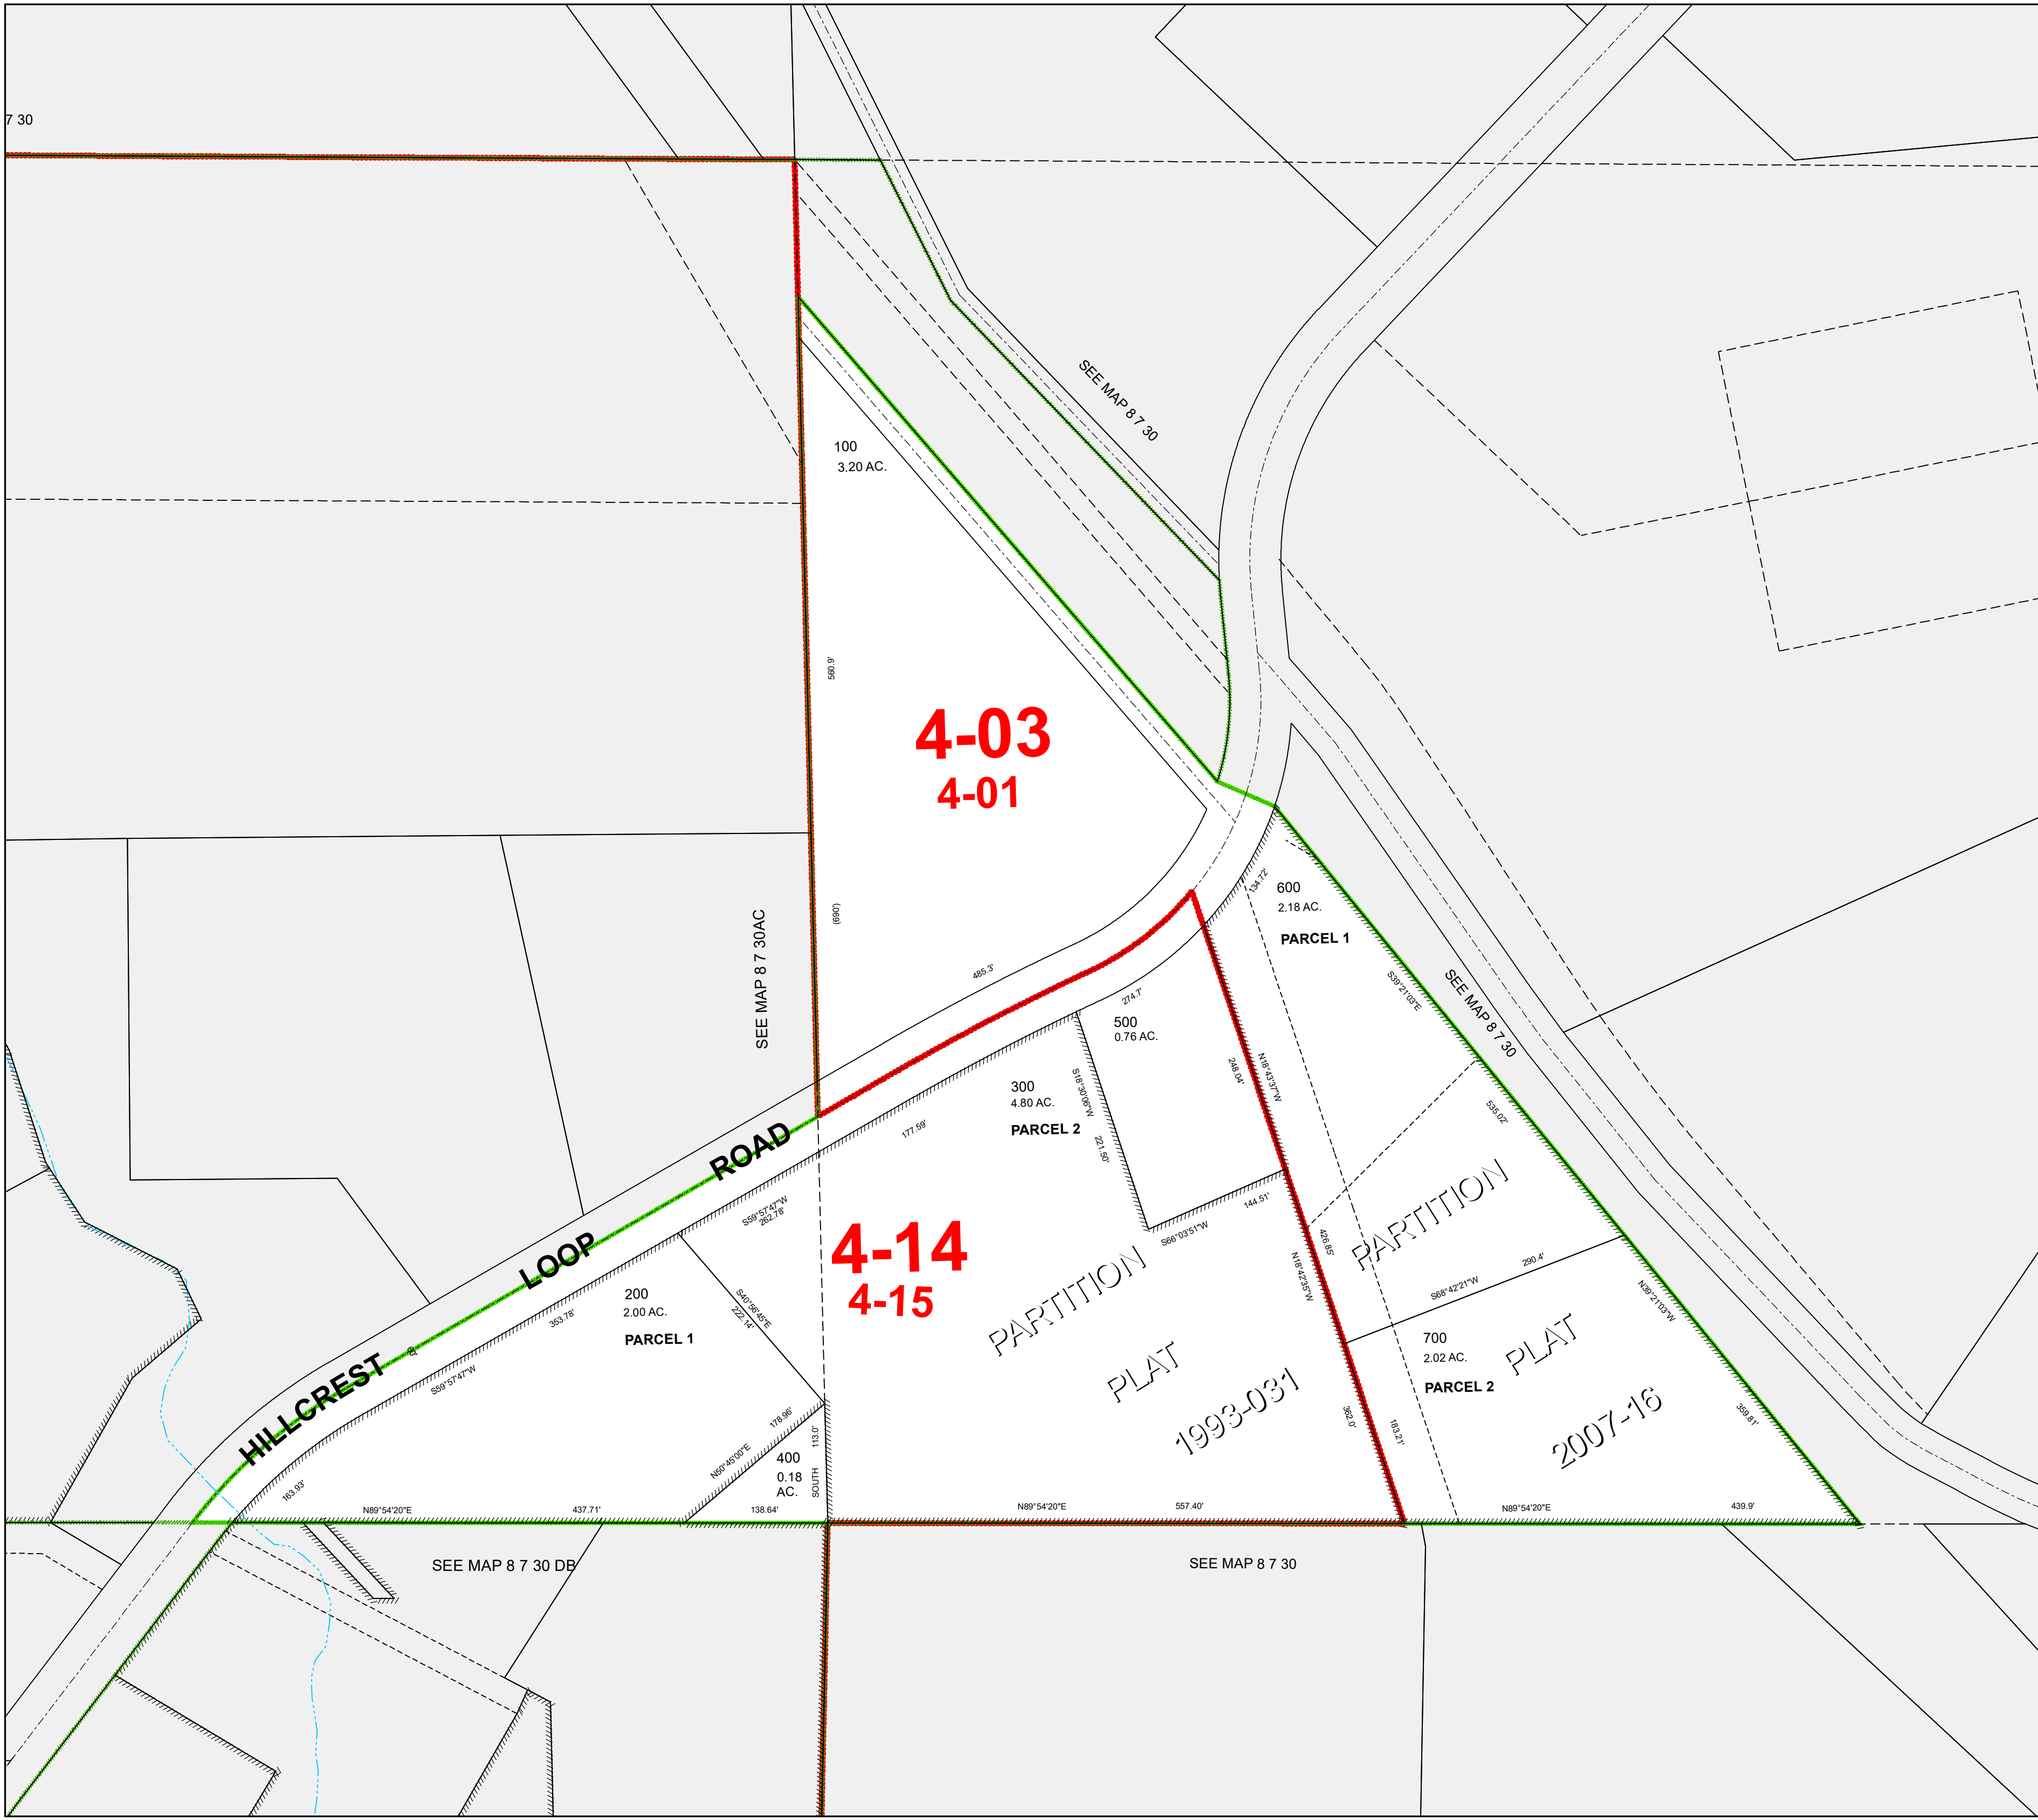 7 30
SEE MAP 8 7 30
100
3.20 AC.
560.9'
4-03
4-01
(690')
SEE MAP 8 7 30AC
485.3'
134.72'
600
2.18 AC.
PARCEL 1
S39°21'03"E
SEE MAP 8 7 30
535.02'
274.7'
500
0.76 AC.
248.04'
N18°43'37"W
S18°30'06"W
221.50'
300
4.80 AC.
PARCEL 2
177.59'
HILLCREST LOOP ROAD
60'
S59°57'47"W
262.78'
144.51'
S66°03'51"W
4-14
4-15
426.85'
N18°42'35"W
PARTITION
PLAT
1993-031
PARTITION
PLAT
2007-16
290.4'
S68°42'21"W
N39°21'03"W
359.81'
200
2.00 AC.
PARCEL 1
353.78'
S59°57'47"W
S40°56'45"E
222.14'
700
2.02 AC.
PARCEL 2
362.0'
183.21'
178.96'
N50°45'00"E
113.0'
SOUTH
400
0.18
AC.
163.93'
N89°54'20"E
437.71'
138.64'
N89°54'20"E
557.40'
N89°54'20"E
439.9'
SEE MAP 8 7 30 DB
SEE MAP 8 7 30